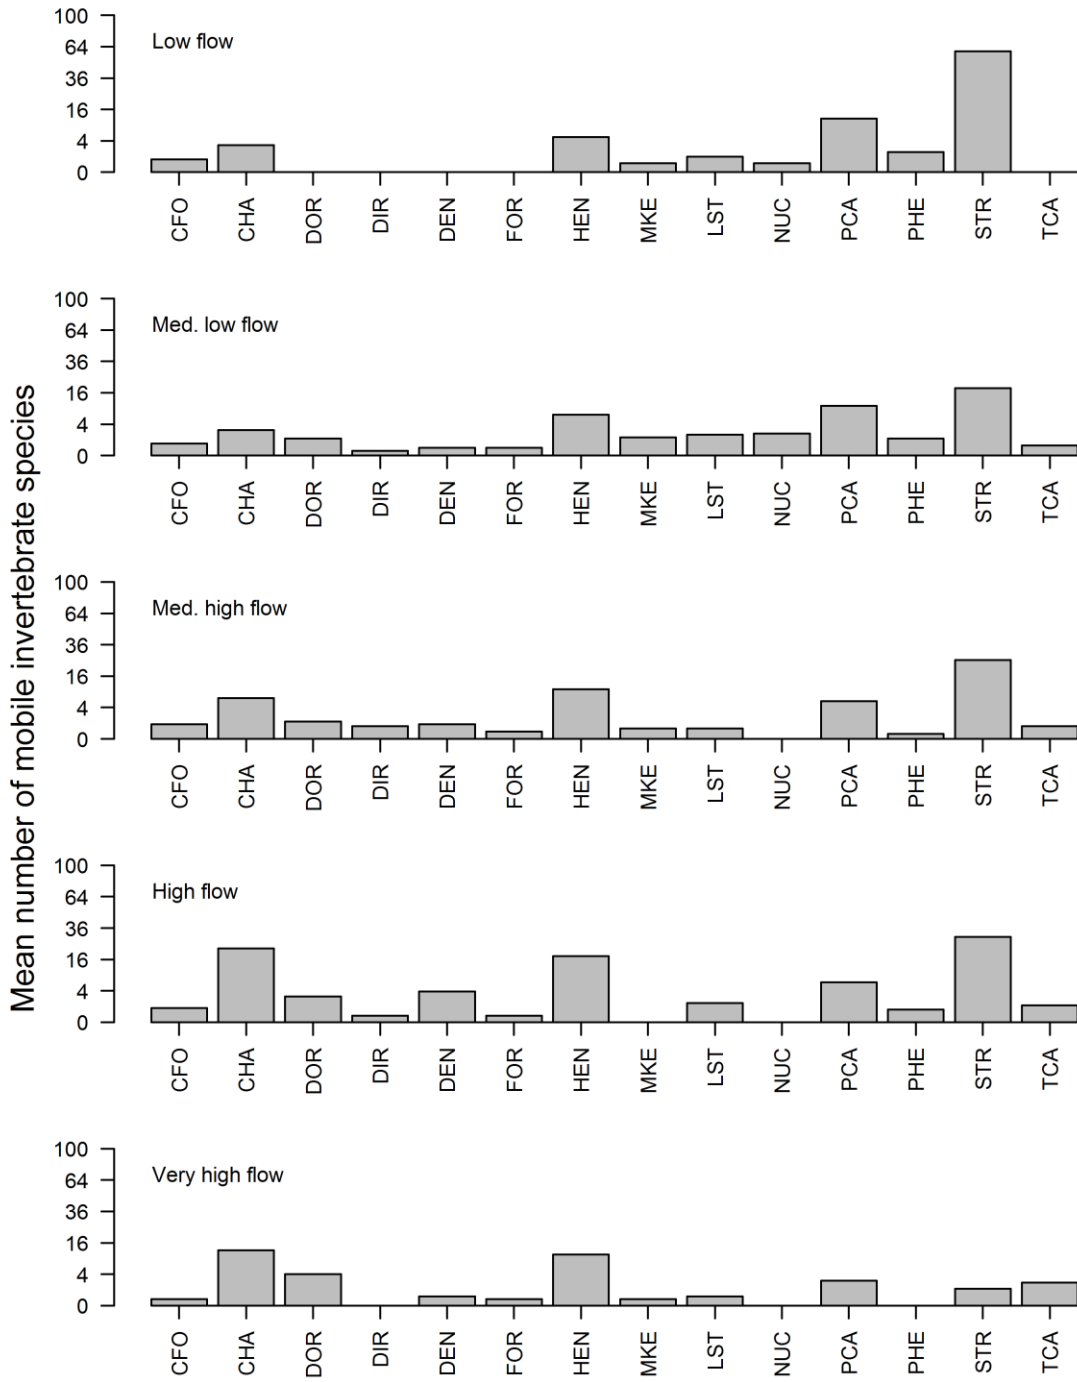 Mean number of mobile invertebrate species
Low flow
100
64
36
16
4
0
CFO CHA DOR DIR DEN FOR HEN MKE LST NUC PCA PHE STR TCA
Med. low flow
100
64
36
16
4
0
CFO CHA DOR DIR DEN FOR HEN MKE LST NUC PCA PHE STR TCA
Med. high flow
100
64
36
16
4
0
CFO CHA DOR DIR DEN FOR HEN MKE LST NUC PCA PHE STR TCA
High flow
100
64
36
16
4
0
CFO CHA DOR DIR DEN FOR HEN MKE LST NUC PCA PHE STR TCA
Very high flow
100
64
36
16
4
0
CFO CHA DOR DIR DEN FOR HEN MKE LST NUC PCA PHE STR TCA